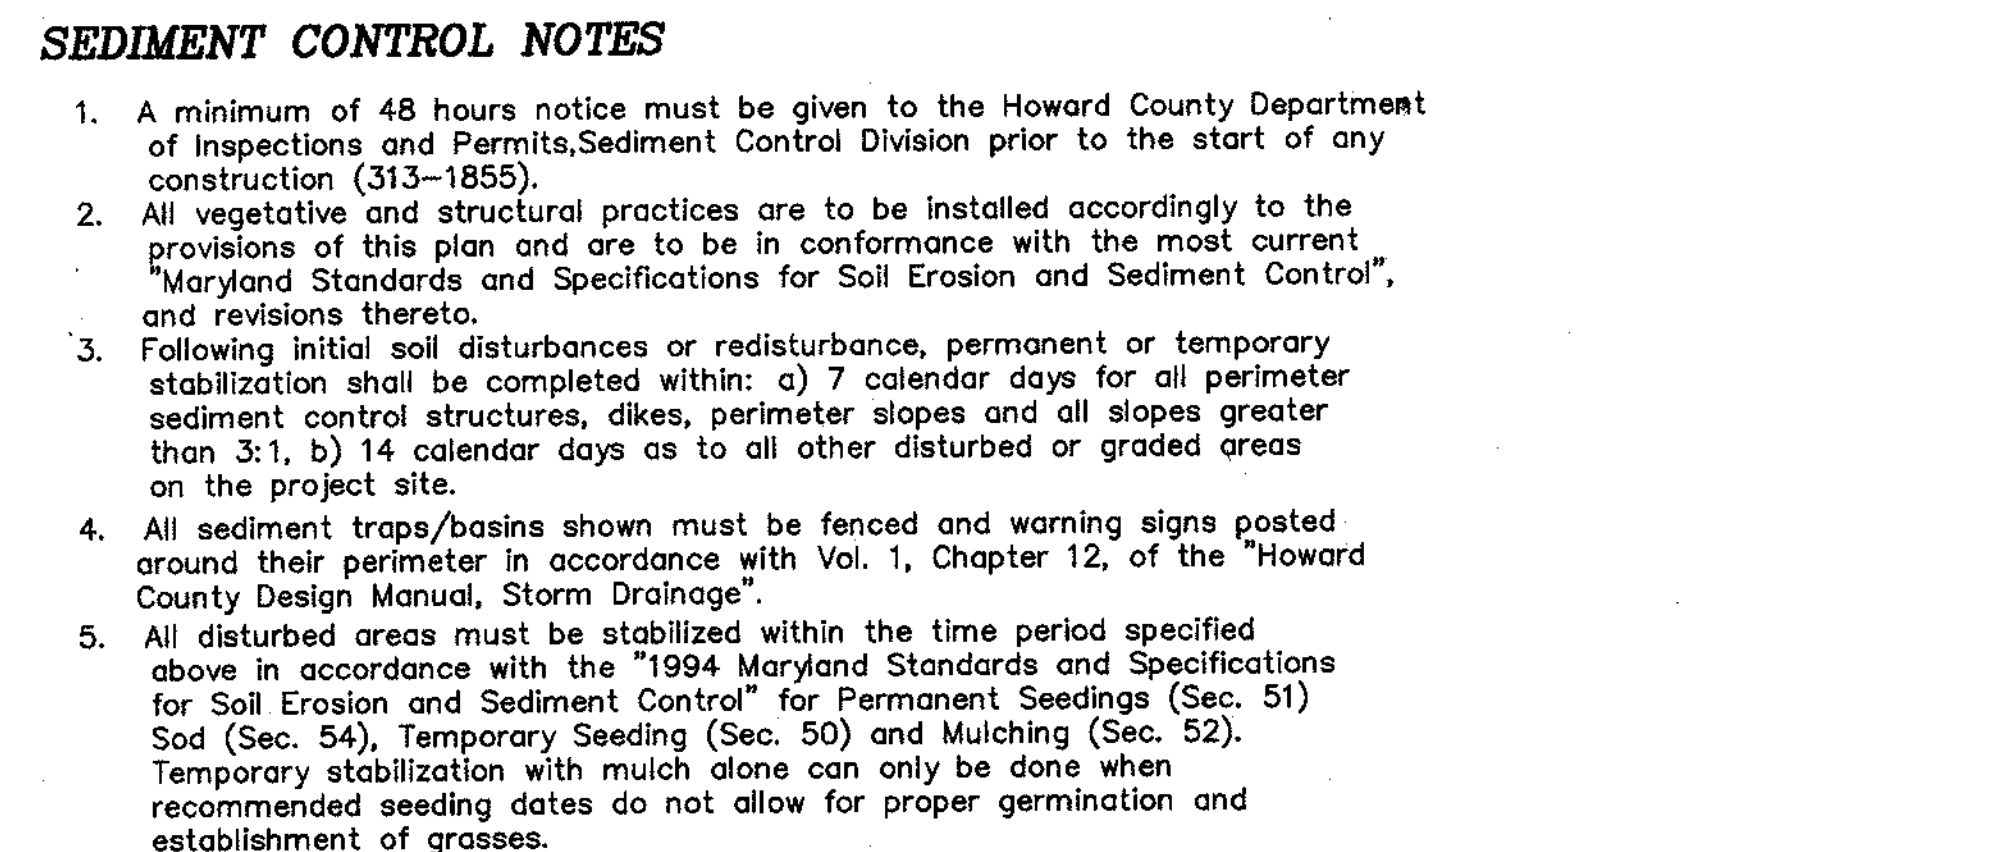 SEDIMENT CONTROL NOTES
1. A minimum of 48 hours notice must be given to the Howard County Department
of Inspections and Permits,Sediment Control Division prior to the start of any
construction (313-1855).
2. All vegetative and structural practices are to be installed accordingly to the
provisions of this plan and are to be in conformance with the most current
"Maryland Standards and Specifications for Soil Erosion and Sediment Control",
and revisions thereto.
3. Following initial soil disturbances or redisturbance, permanent or temporary
stabilization shall be completed within: a) 7 calendar days for all perimeter
sediment control structures, dikes, perimeter slopes and all slopes greater
than 3:1, b) 14 calendar days as to all other disturbed or graded areas
on the project site.
4. All sediment traps/basins shown must be fenced and warning signs posted
around their perimeter in accordance with Vol. 1, Chapter 12, of the "Howard
County Design Manual, Storm Drainage".
5. All disturbed areas must be stabilized within the time period specified
above in accordance with the "1994 Maryland Standards and Specifications
for Soil Erosion and Sediment Control" for Permanent Seedings (Sec. 51)
Sod (Sec. 54), Temporary Seeding (Sec. 50) and Mulching (Sec. 52).
Temporary stabilization with mulch alone can only be done when
recommended seeding dates do not allow for proper germination and
establishment of grasses.